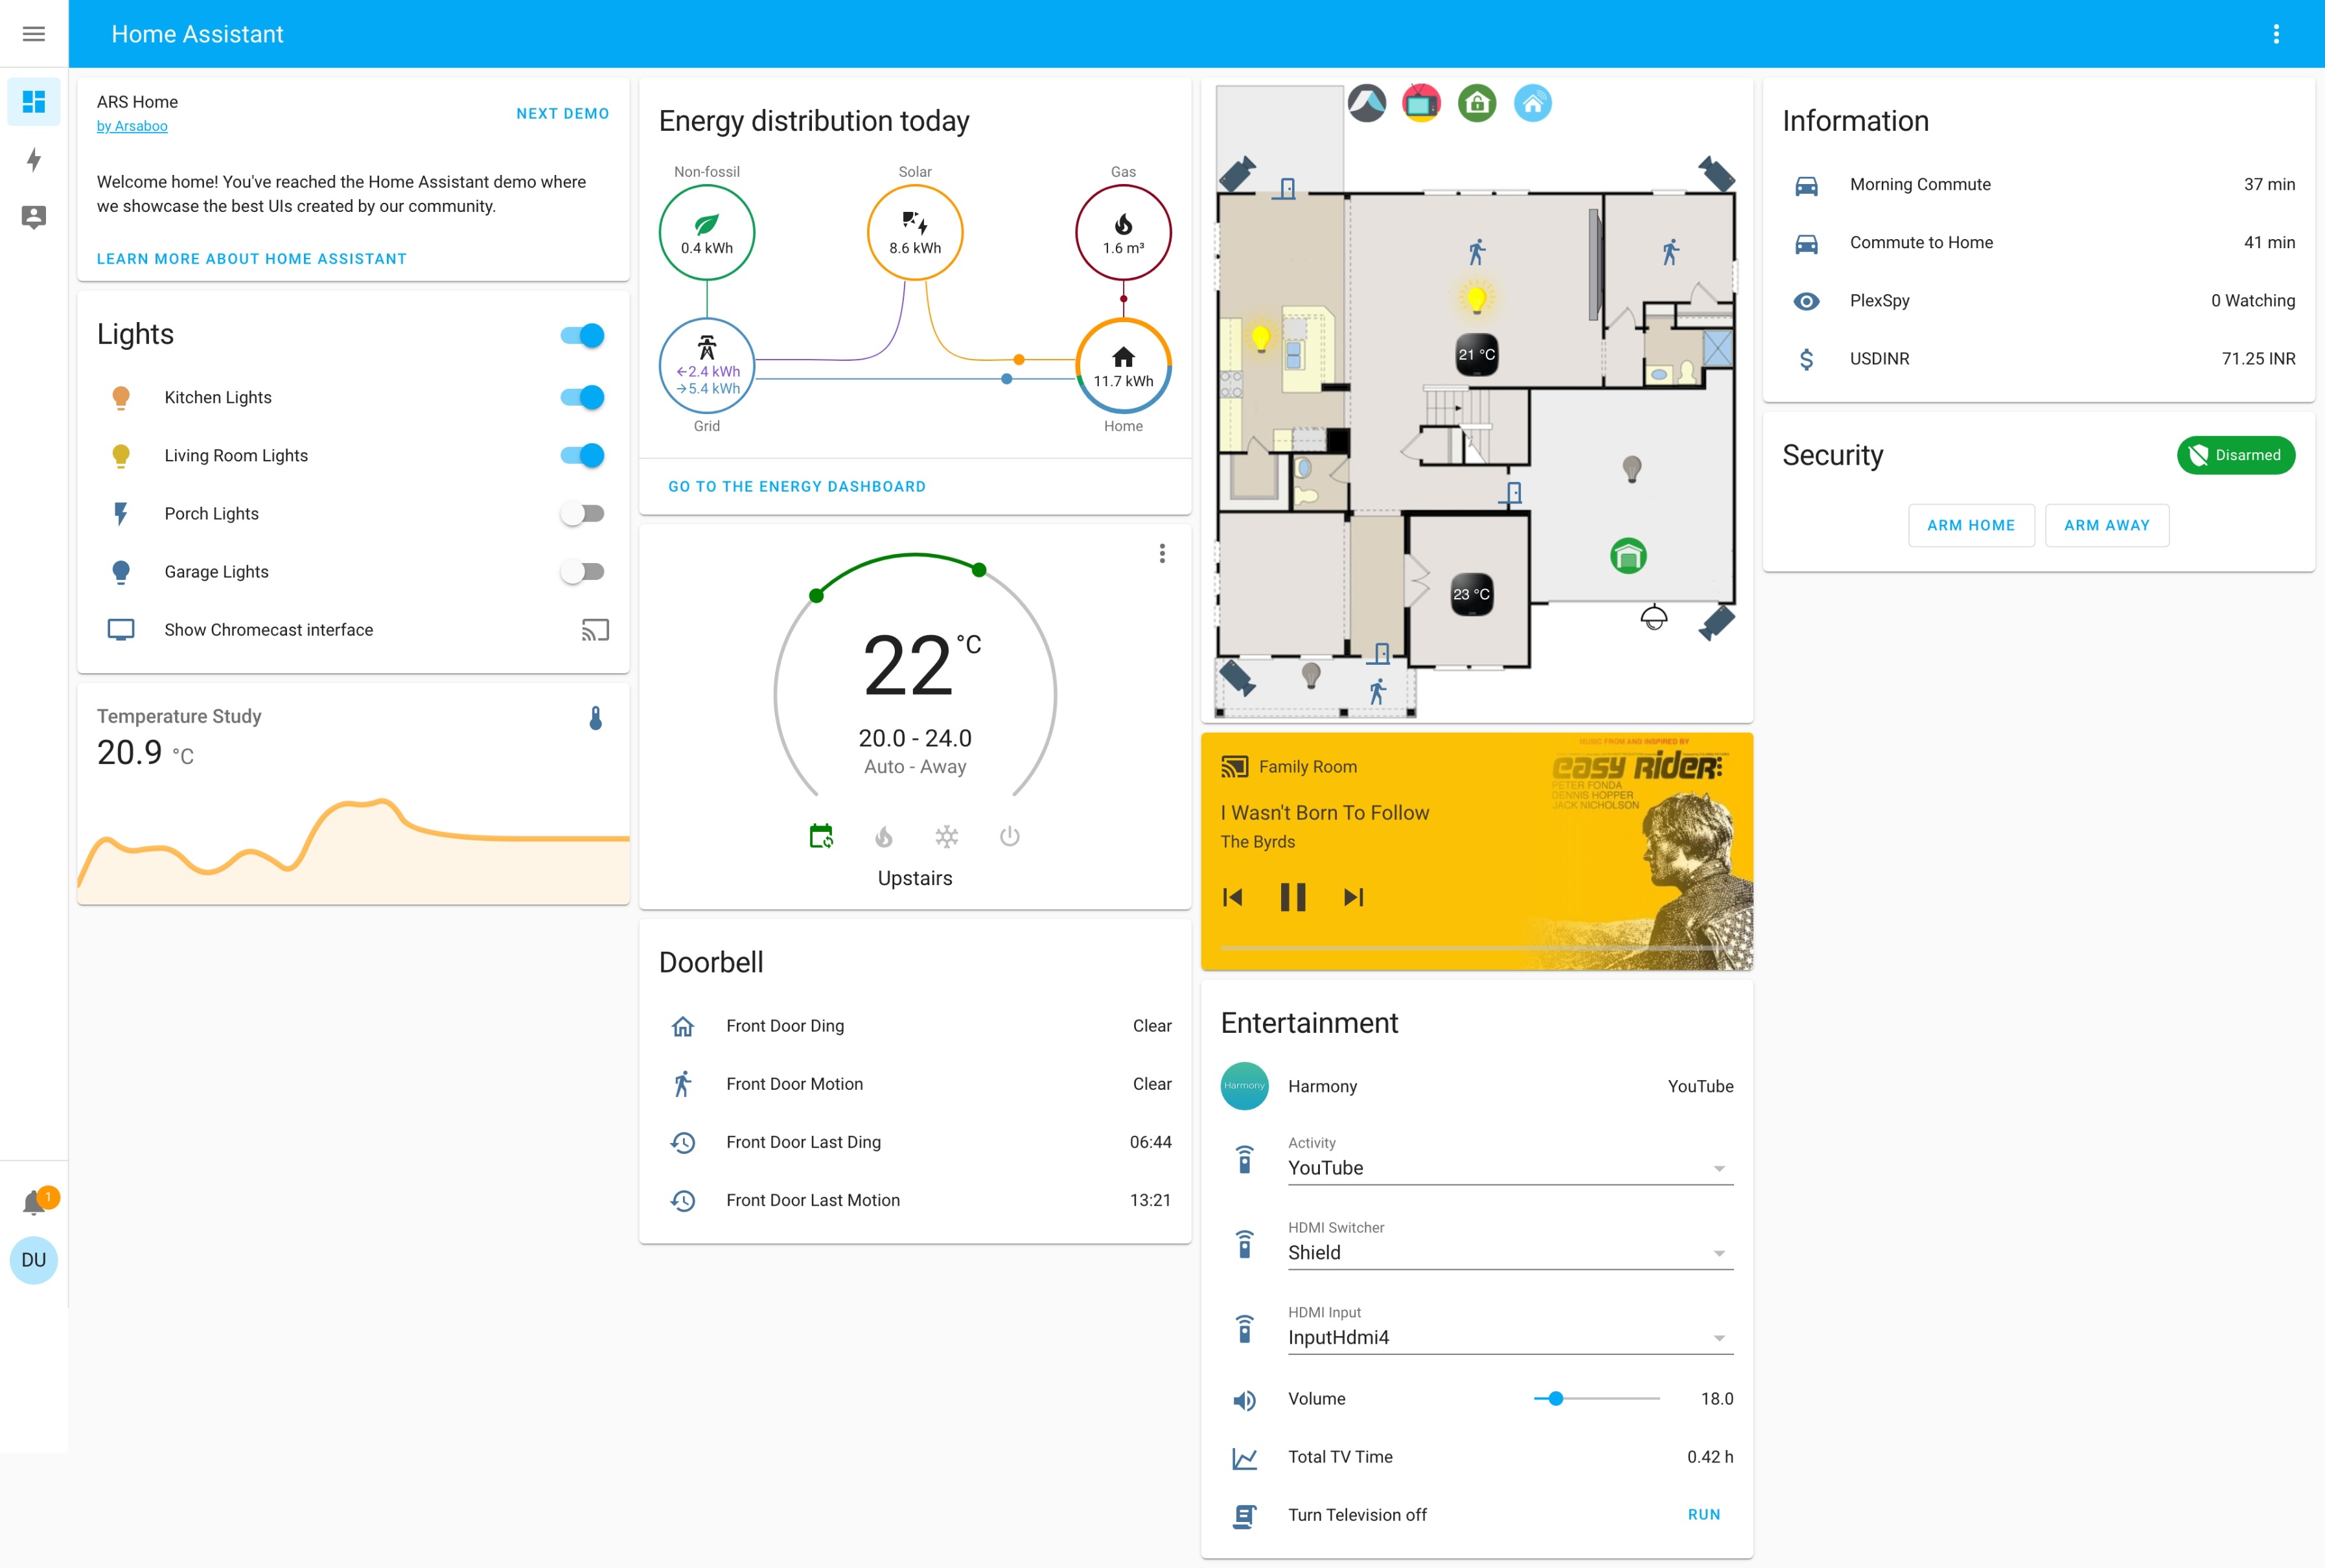 Home Assistant
ARS Home
by Arsaboo
NEXT DEMO
Welcome home! You've reached the Home Assistant demo where
we showcase the best UIs created by our community.
LEARN MORE ABOUT HOME ASSISTANT
Lights
Kitchen Lights
Living Room Lights
Porch Lights
Garage Lights
Show Chromecast interface
Temperature Study
20.9 °C
1
DU
Energy distribution today
Non-fossil
Solar
Gas
0.4 kWh
8.6 kWh
1.6 m³
←2.4 kWh
→5.4 kWh
11.7 kWh
Grid
Home
GO TO THE ENERGY DASHBOARD
22 °C
20.0 - 24.0
Auto - Away
Upstairs
Doorbell
Front Door Ding
Clear
Front Door Motion
Clear
Front Door Last Ding
06:44
Front Door Last Motion
13:21
21 °C
23 °C
Family Room
I Wasn't Born To Follow
The Byrds
MUSIC FROM AND INSPIRED BY
easy rider
PETER FONDA
DENNIS HOPPER
JACK NICHOLSON
Entertainment
Harmony
Harmony
YouTube
Activity
YouTube
HDMI Switcher
Shield
HDMI Input
InputHdmi4
Volume
18.0
Total TV Time
0.42 h
Turn Television off
RUN
Information
Morning Commute
37 min
Commute to Home
41 min
PlexSpy
0 Watching
USDINR
71.25 INR
Security
Disarmed
ARM HOME
ARM AWAY